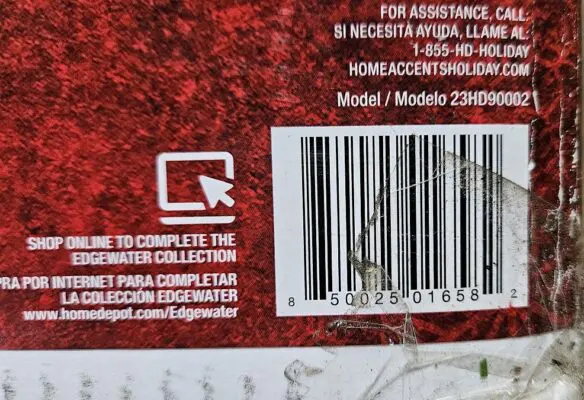 FOR ASSISTANCE, CALL:
SI NECESITA AYUDA, LLAME AL:
1-855-HD-HOLIDAY
HOMEACCENTSHOLIDAY.COM
Model / Modelo 23HD90002
SHOP ONLINE TO COMPLETE THE
EDGEWATER COLLECTION
PRA POR INTERNET PARA COMPLETAR
LA COLECCIÓN EDGEWATER
www.homedepot.com/Edgewater
8 50025 01658 2